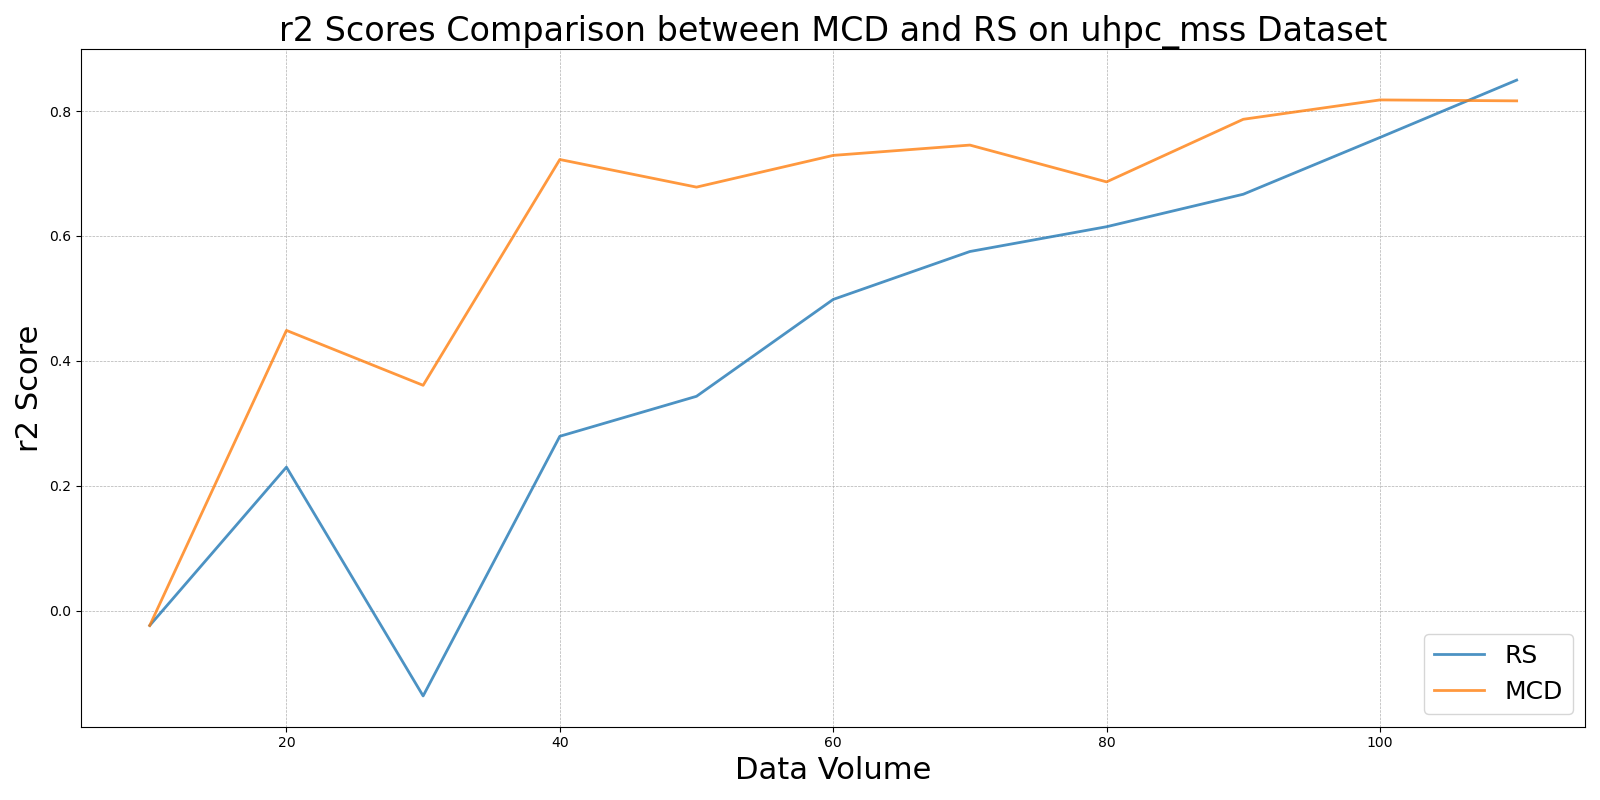 r2 Scores Comparison between MCD and RS on uhpc_mss Dataset
r2 Score
0.8
0.6
0.4
0.2
0.0
20 40 60 80 100
Data Volume
RS
MCD